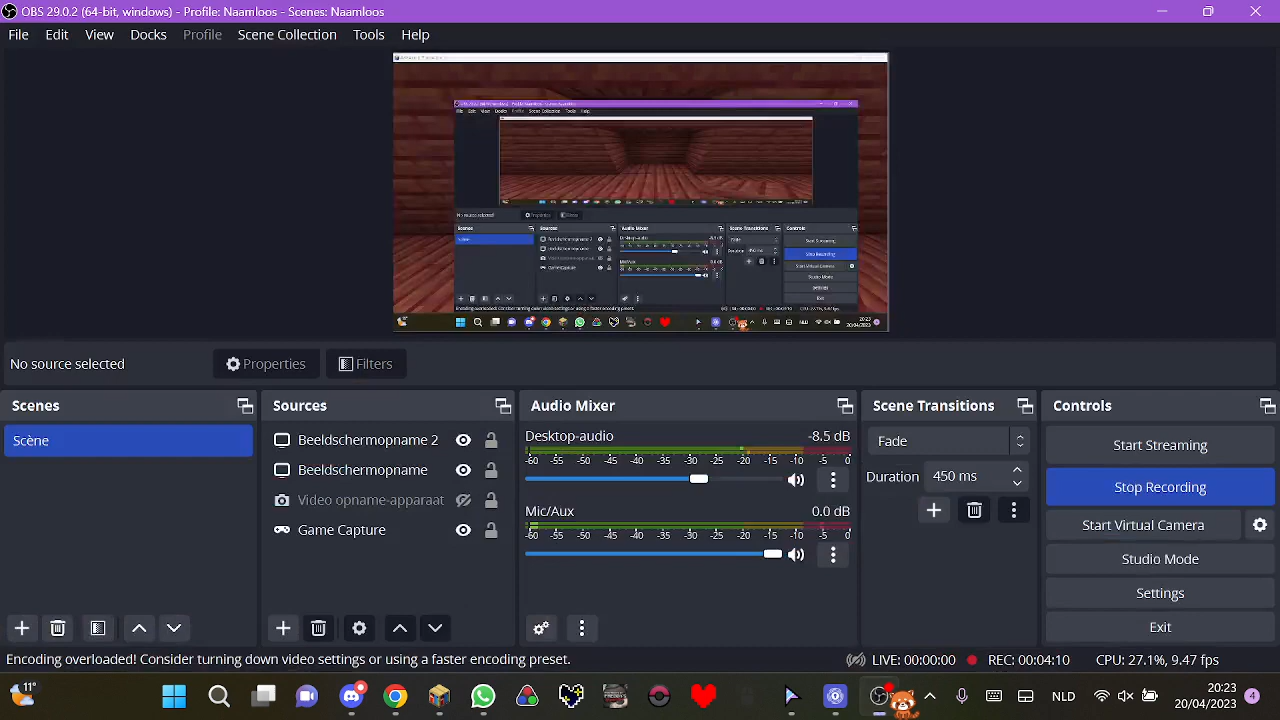 OBS 29.0.2 (64-bit, windows) - Profile: Naamloos - Scenes: Naamloos
File Edit View Docks Profile Scene Collection Tools Help
No source selected Properties Filters
Scenes Sources Audio Mixer Scene Transitions Controls
Scène
Beeldschermopname 2
Beeldschermopname
Video opname-apparaat
Game Capture
Desktop-audio -8.5 dB
-60 -55 -50 -45 -40 -35 -30 -25 -20 -15 -10 -5 0
Mic/Aux 0.0 dB
-60 -55 -50 -45 -40 -35 -30 -25 -20 -15 -10 -5 0
Fade
Duration 450 ms
Start Streaming
Stop Recording
Start Virtual Camera
Studio Mode
Settings
Exit
Encoding overloaded! Consider turning down video settings or using a faster encoding preset. LIVE: 00:00:00 REC: 00:04:10 CPU: 27.1%, 9.47 fps
11° NLD 20:23
20/04/2023 4